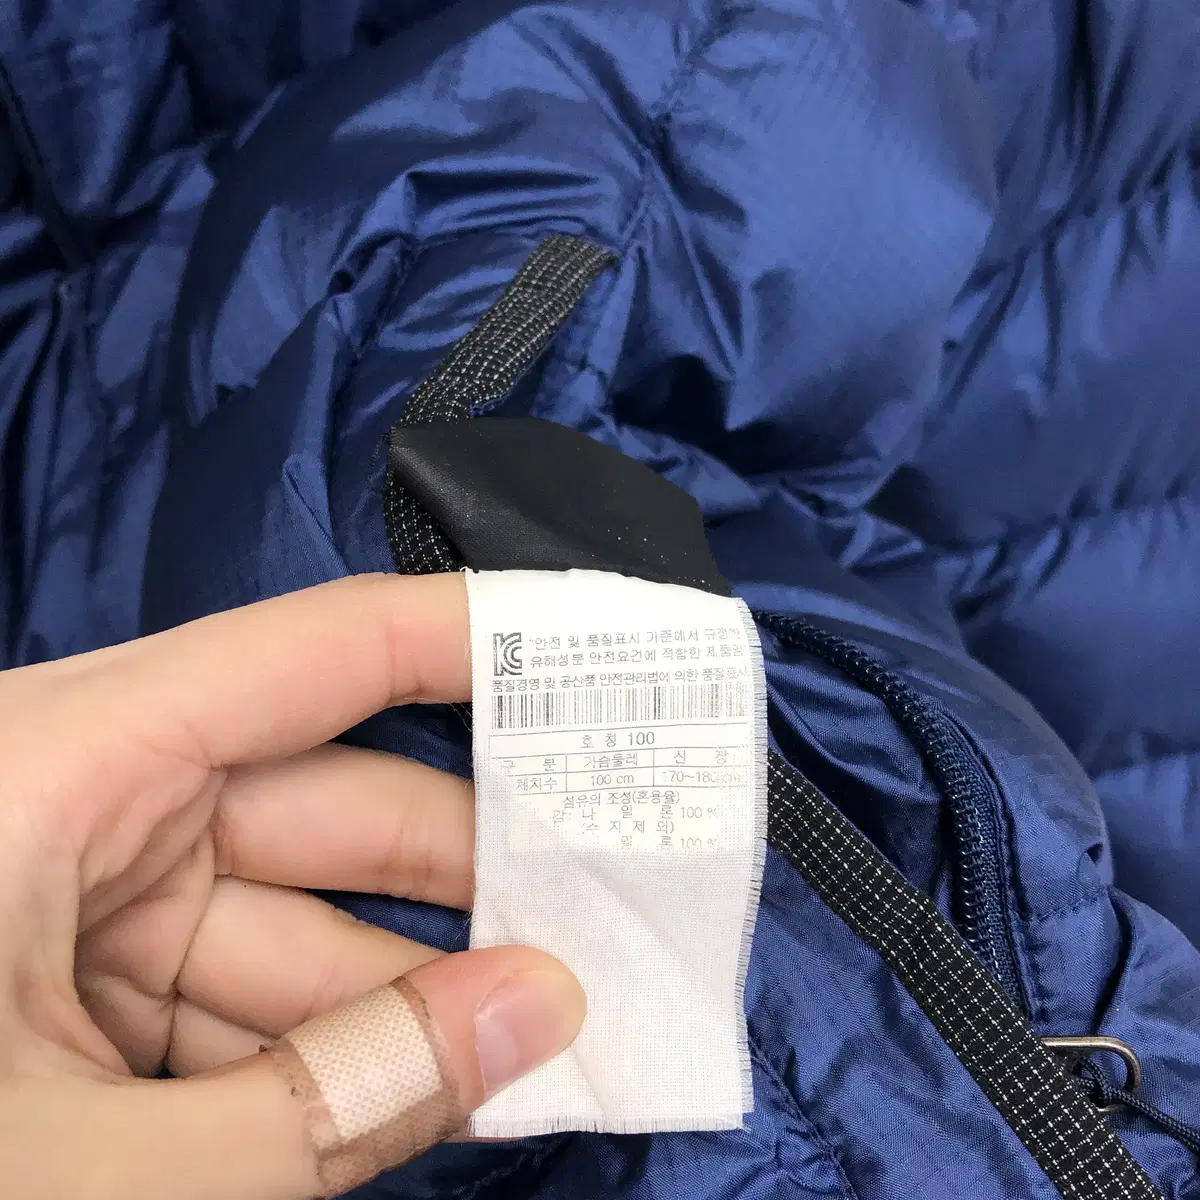 KC "안전 및 품질표시 기준에서 규정한
유해성분 안전요건에 적합한 제품임
품질경영 및 공산품 안전관리법에 의한 품질표시
호 칭 100
구 분 가슴둘레 신 장
체치수 100 cm 170~180 cm
섬유의 조성(혼용율)
겉 : 나 일 론 100 %
(수 지 제 외)
100 %